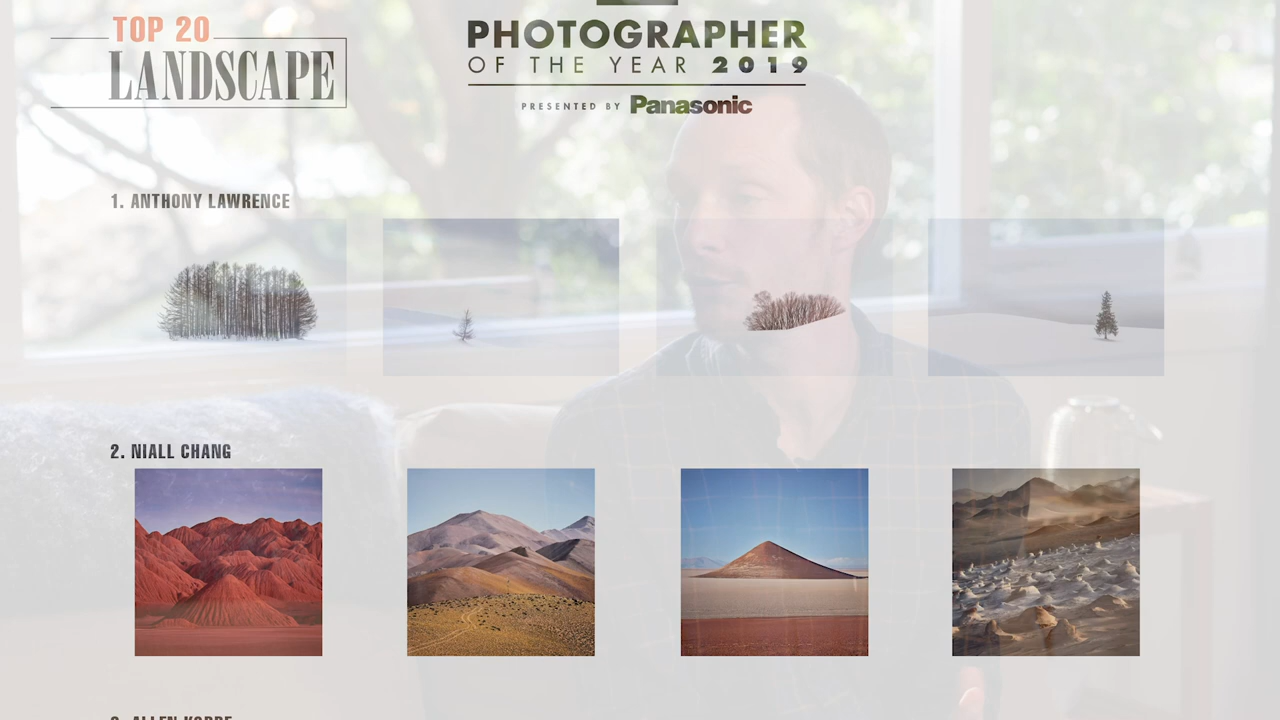 TOP 20
LANDSCAPE
PHOTOGRAPHER
OF THE YEAR 2019
PRESENTED BY Panasonic
1. ANTHONY LAWRENCE
2. NIALL CHANG